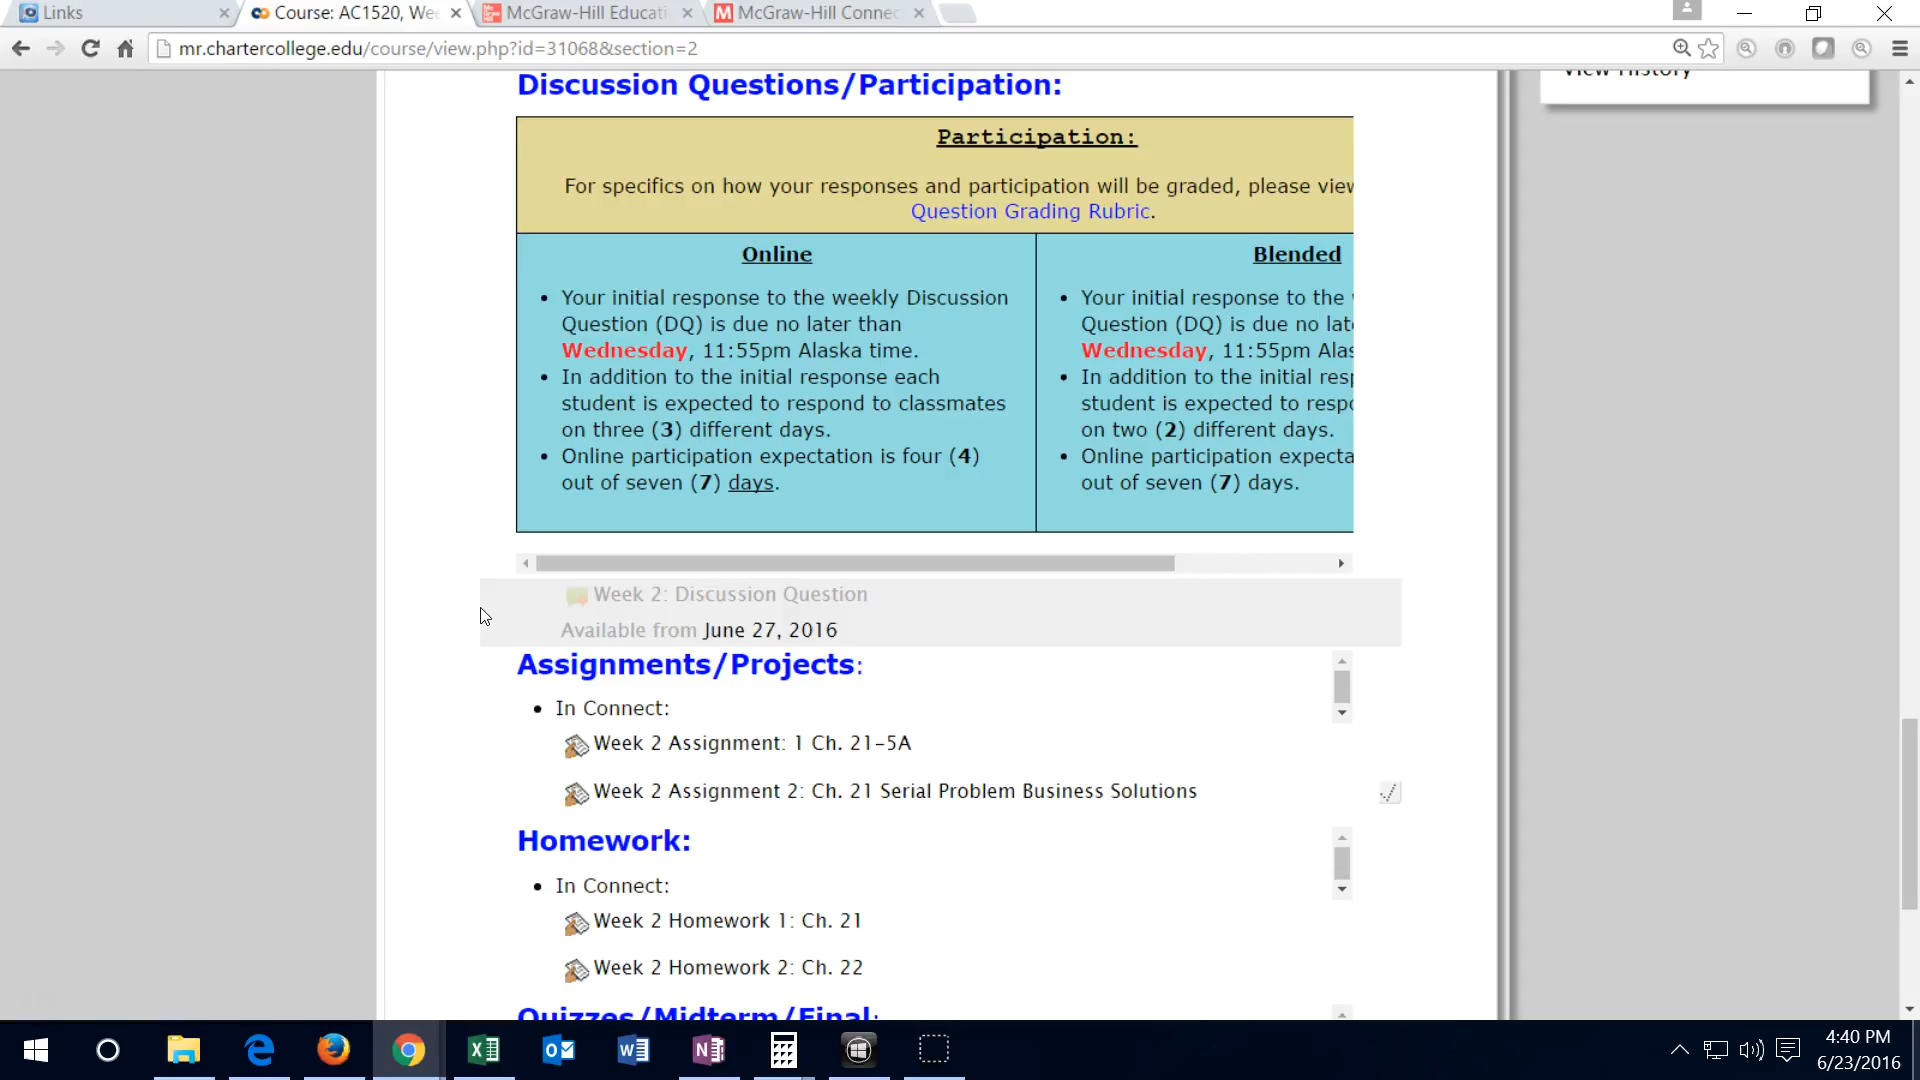 Links
Course: AC1520, Wee
McGraw-Hill Educati
McGraw-Hill Connec
mr.chartercollege.edu/course/view.php?id=31068&section=2
View History
Discussion Questions/Participation:
Participation:
For specifics on how your responses and participation will be graded, please view
Question Grading Rubric.
Online
• Your initial response to the weekly Discussion
Question (DQ) is due no later than
Wednesday, 11:55pm Alaska time.
• In addition to the initial response each
student is expected to respond to classmates
on three (3) different days.
• Online participation expectation is four (4)
out of seven (7) days.
Blended
• Your initial response to the
Question (DQ) is due no late
Wednesday, 11:55pm Alas
• In addition to the initial resp
student is expected to respo
on two (2) different days.
• Online participation expecta
out of seven (7) days.
Week 2: Discussion Question
Available from June 27, 2016
Assignments/Projects:
• In Connect:
Week 2 Assignment: 1 Ch. 21-5A
Week 2 Assignment 2: Ch. 21 Serial Problem Business Solutions
Homework:
• In Connect:
Week 2 Homework 1: Ch. 21
Week 2 Homework 2: Ch. 22
Quizzes/Midterm/Final:
4:40 PM
6/23/2016